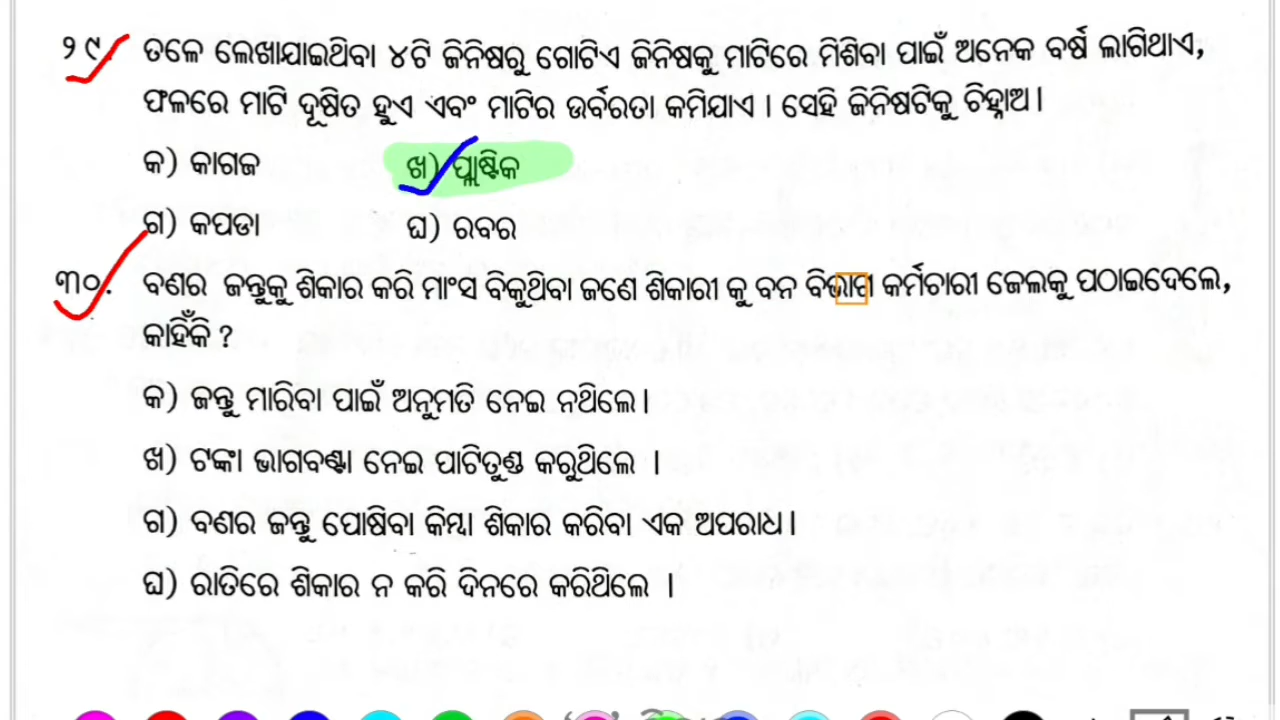 ୨୯. ତଳେ ଲେଖାଯାଇଥିବା ୪ଟି ଜିନିଷରୁ ଗୋଟିଏ ଜିନିଷକୁ ମାଟିରେ ମିଶିବା ପାଇଁ ଅନେକ ବର୍ଷ ଲାଗିଥାଏ,
ଫଳରେ ମାଟି ଦୂଷିତ ହୁଏ ଏବଂ ମାଟିର ଉର୍ବରତା କମିଯାଏ । ସେହି ଜିନିଷଟିକୁ ଚିହ୍ନାଅ ।
କ) କାଗଜ ଖ) ପ୍ଲାଷ୍ଟିକ
ଗ) କପଡା ଘ) ରବର
୩୦. ବଣର ଜନ୍ତୁକୁ ଶିକାର କରି ମାଂସ ବିକୁଥିବା ଜଣେ ଶିକାରୀ କୁ ବନ ବିଭାଗ କର୍ମଚାରୀ ଜେଲକୁ ପଠାଇଦେଲେ,
କାହିଁକି ?
କ) ଜନ୍ତୁ ମାରିବା ପାଇଁ ଅନୁମତି ନେଇ ନଥିଲେ ।
ଖ) ଟଙ୍କା ଭାଗବଣ୍ଟା ନେଇ ପାଟିତୁଣ୍ଡ କରୁଥିଲେ ।
ଗ) ବଣର ଜନ୍ତୁ ପୋଷିବା କିମ୍ଭା ଶିକାର କରିବା ଏକ ଅପରାଧ ।
ଘ) ରାତିରେ ଶିକାର ନ କରି ଦିନରେ କରିଥିଲେ ।